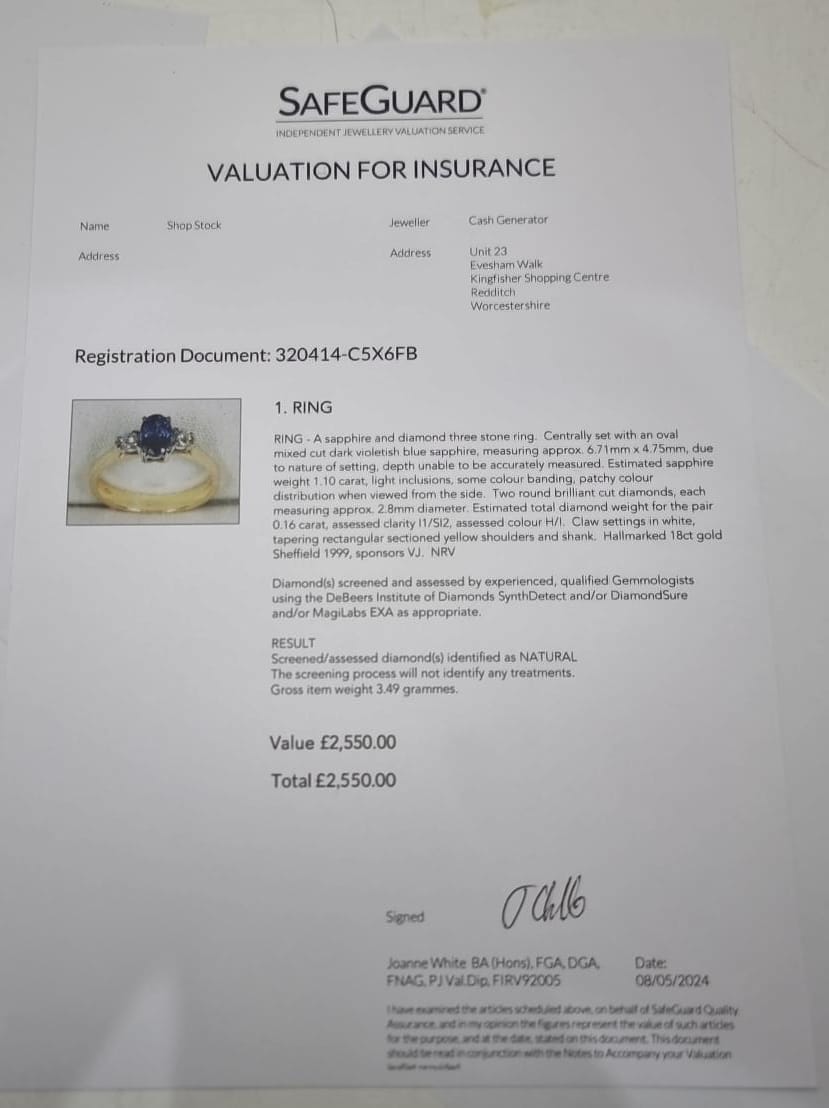 SAFEGUARD®
INDEPENDENT JEWELLERY VALUATION SERVICE
VALUATION FOR INSURANCE
Name Shop Stock
Address
Jeweller Cash Generator
Address Unit 23
Evesham Walk
Kingfisher Shopping Centre
Redditch
Worcestershire
Registration Document: 320414-C5X6FB
1. RING
RING - A sapphire and diamond three stone ring. Centrally set with an oval
mixed cut dark violetish blue sapphire, measuring approx. 6.71mm x 4.75mm, due
to nature of setting, depth unable to be accurately measured. Estimated sapphire
weight 1.10 carat, light inclusions, some colour banding, patchy colour
distribution when viewed from the side. Two round brilliant cut diamonds, each
measuring approx. 2.8mm diameter. Estimated total diamond weight for the pair
0.16 carat, assessed clarity I1/SI2, assessed colour H/I. Claw settings in white,
tapering rectangular sectioned yellow shoulders and shank. Hallmarked 18ct gold
Sheffield 1999, sponsors VJ. NRV
Diamond(s) screened and assessed by experienced, qualified Gemmologists
using the DeBeers Institute of Diamonds SynthDetect and/or DiamondSure
and/or MagiLabs EXA as appropriate.
RESULT
Screened/assessed diamond(s) identified as NATURAL
The screening process will not identify any treatments.
Gross item weight 3.49 grammes.
Value £2,550.00
Total £2,550.00
Signed
Joanne White BA (Hons), FGA, DGA,
FNAG, PJ Val.Dip, FIRV92005
Date:
08/05/2024
I have examined the articles scheduled above, on behalf of SafeGuard Quality
Assurance, and in my opinion the figures represent the value of such articles
for the purpose, and at the date, stated on this document. This document
should be read in conjunction with the Notes to Accompany your Valuation